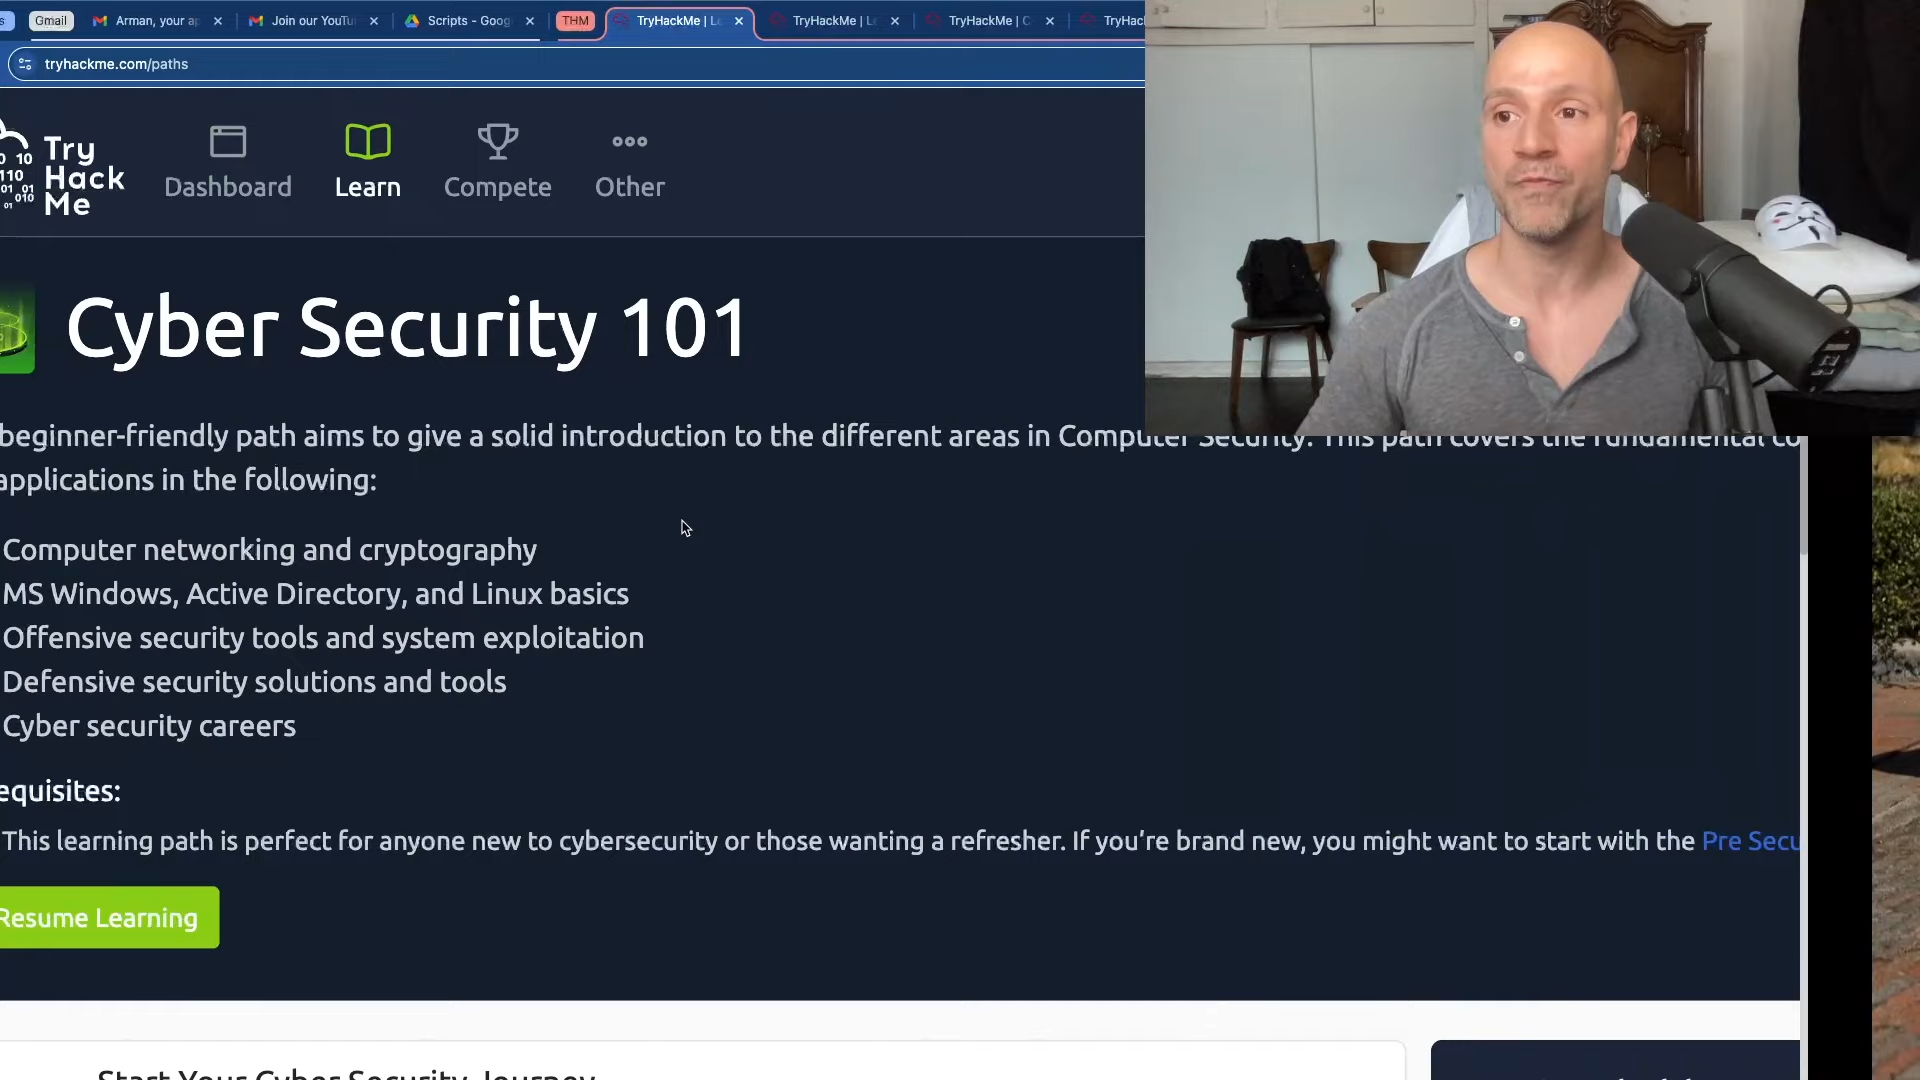 Gmail
Arman, your a
Join our YouTu
Scripts - Goog
THM
TryHackMe | Le
TryHackMe | Le
TryHackMe | C
TryHac
tryhackme.com/paths
Try
Hack
Me
Dashboard
Learn
Compete
Other
Cyber Security 101
beginner-friendly path aims to give a solid introduction to the different areas in Computer Security. This path covers the fundamental co
applications in the following:
Computer networking and cryptography
MS Windows, Active Directory, and Linux basics
Offensive security tools and system exploitation
Defensive security solutions and tools
Cyber security careers
equisites:
This learning path is perfect for anyone new to cybersecurity or those wanting a refresher. If you're brand new, you might want to start with the Pre Secu
Resume Learning
Start Your Cyber Security Journey